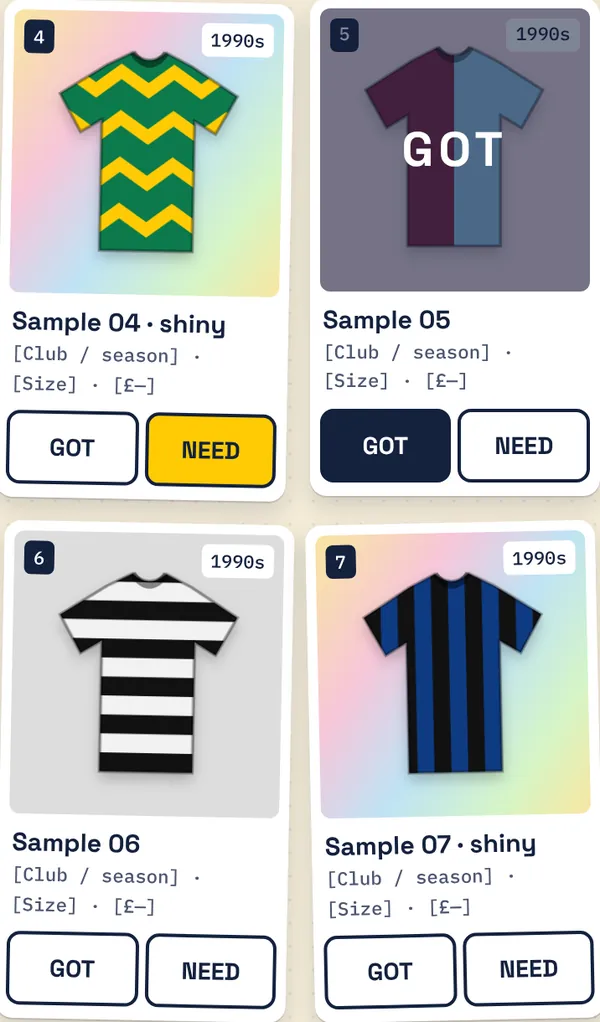 4
1990s
Sample 04 · shiny
[Club / season] ·
[Size] · [£—]
GOT
NEED
5
1990s
GOT
Sample 05
[Club / season] ·
[Size] · [£—]
GOT
NEED
6
1990s
Sample 06
[Club / season] ·
[Size] · [£—]
GOT
NEED
7
1990s
Sample 07 · shiny
[Club / season] ·
[Size] · [£—]
GOT
NEED